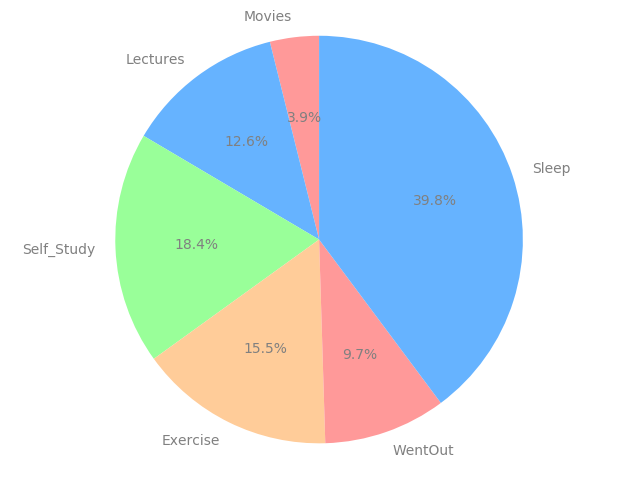 Movies
Lectures
3.9%
12.6%
Sleep
39.8%
Self_Study
18.4%
Exercise
15.5%
9.7%
WentOut